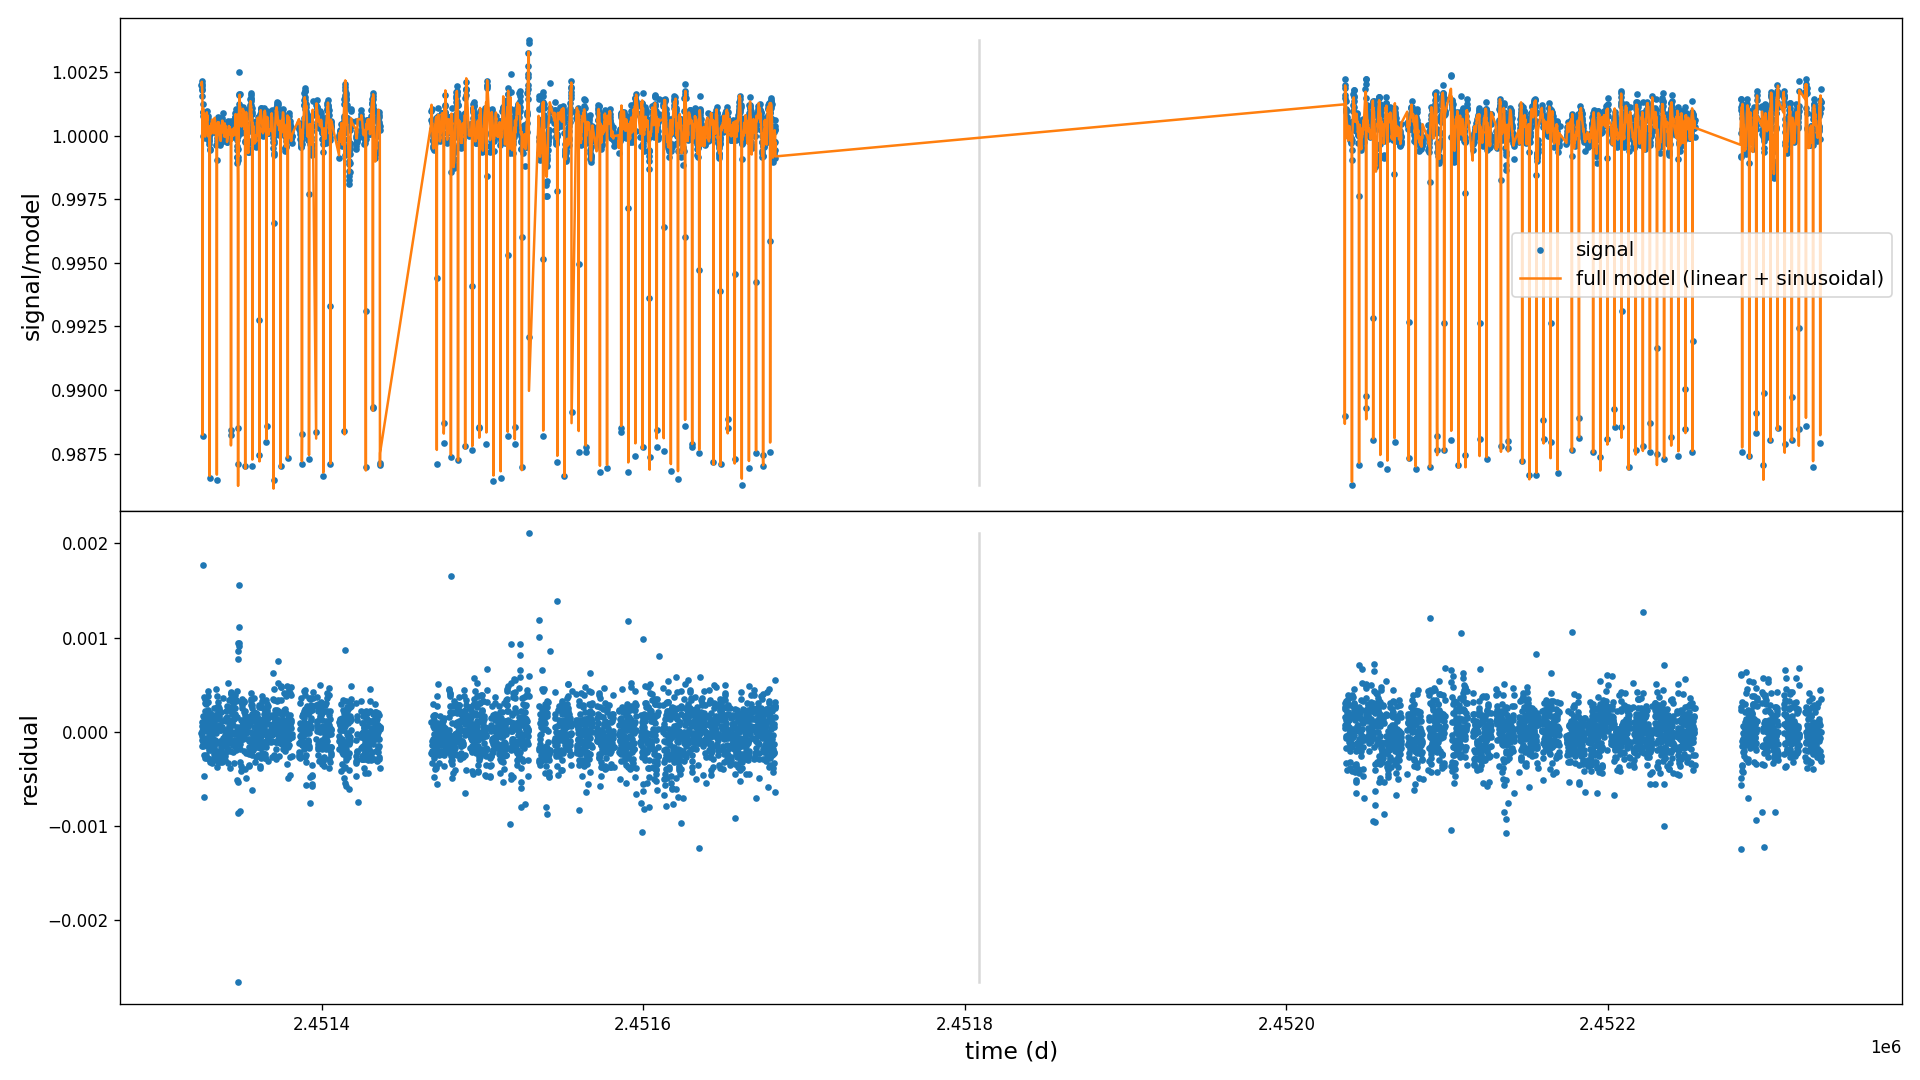 1.0025
1.0000
0.9975
0.9950
0.9925
0.9900
0.9875
signal/model
signal
full model (linear + sinusoidal)
0.002
0.001
0.000
−0.001
−0.002
residual
2.4514
2.4516
2.4518
2.4520
2.4522
1e6
time (d)